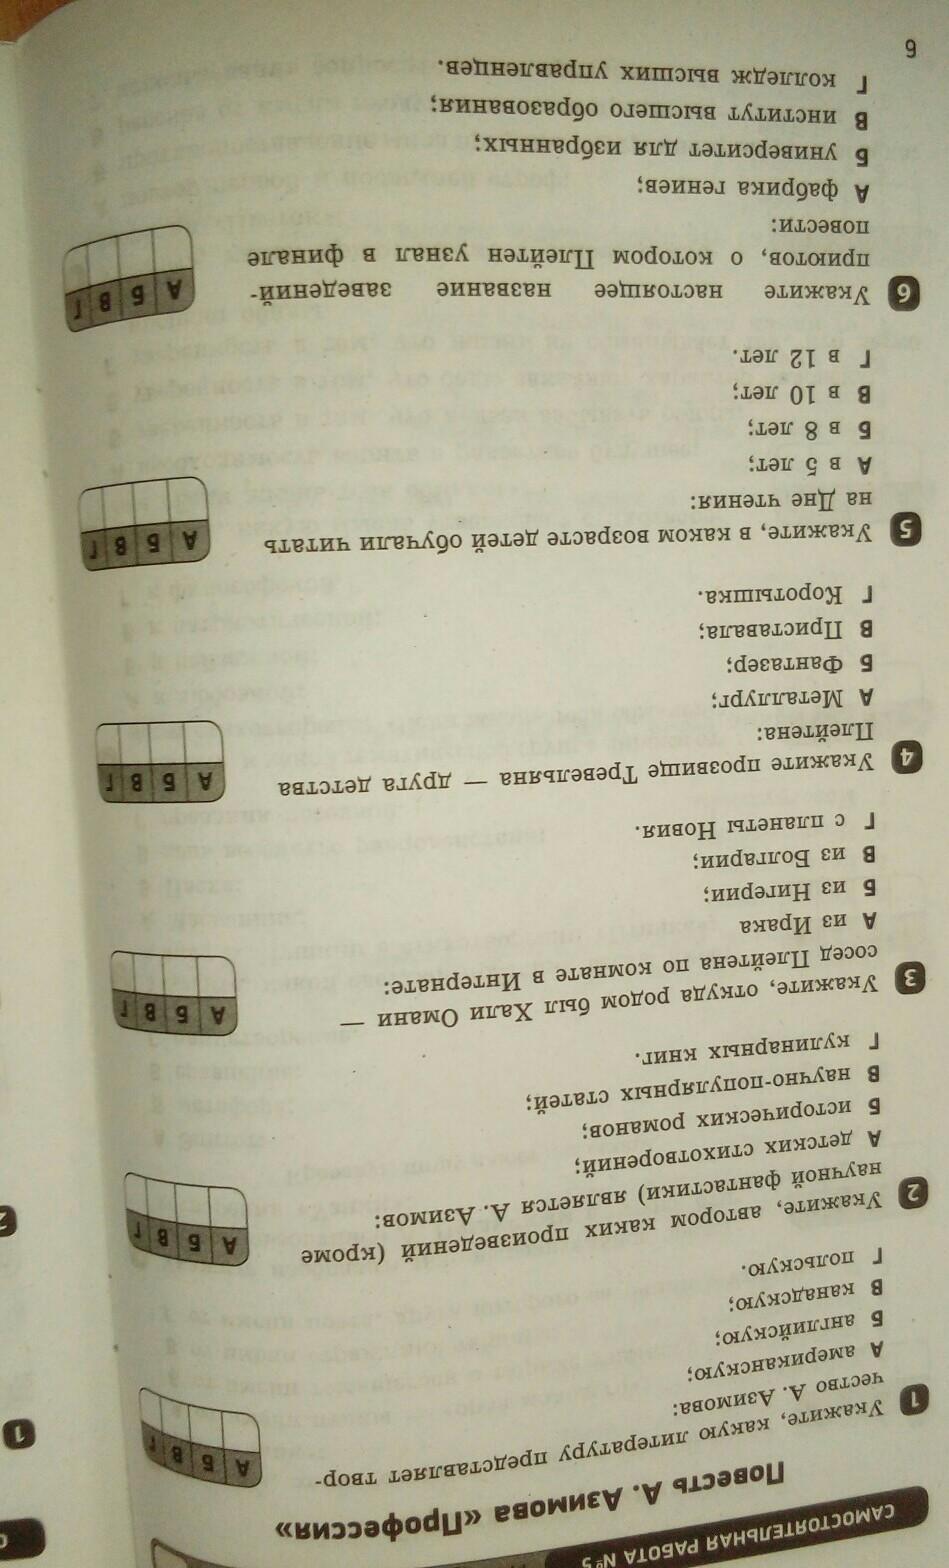 САМОСТОЯТЕЛЬНАЯ РАБОТА № 5
Повесть А. Азимова «Профессия»
1 Укажите, какую литературу представляет твор-
чество А. Азимова:
А американскую;
Б английскую;
В канадскую;
Г польскую.
А Б В Г
2 Укажите, автором каких произведений (кроме
научной фантастики) является А. Азимов:
А детских стихотворений;
Б исторических романов;
В научно-популярных статей;
Г кулинарных книг.
А Б В Г
3 Укажите, откуда родом был Хали Омани —
сосед Плейтена по комнате в Интернате:
А из Ирака
Б из Нигерии;
В из Болгарии;
Г с планеты Новия.
А Б В Г
4 Укажите прозвище Тревельяна — друга детства
Плейтена:
А Металлург;
Б Фантазер;
В Приставала;
Г Коротышка.
А Б В Г
5 Укажите, в каком возрасте детей обучали читать
на Дне чтения:
А в 5 лет;
Б в 8 лет;
В в 10 лет;
Г в 12 лет.
А Б В Г
6 Укажите настоящее название заведений-
приютов, о котором Плейтен узнал в финале
повести:
А фабрика гениев;
Б университет для избранных;
В институт высшего образования;
Г колледж высших управленцев.
А Б В Г
6
1
2